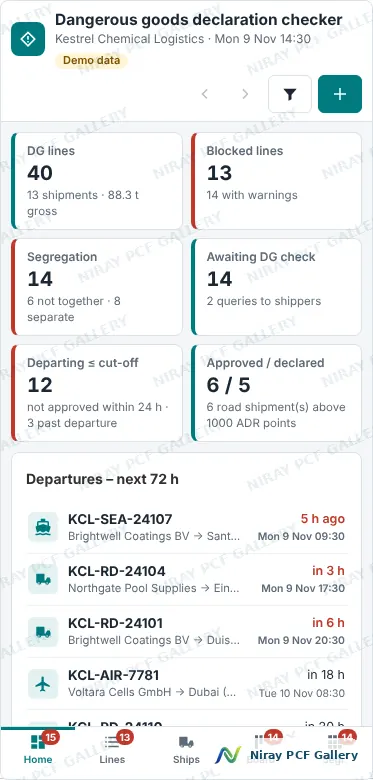 Dangerous goods declaration checker
Kestrel Chemical Logistics · Mon 9 Nov 14:30
Demo data
DG lines
40
13 shipments · 88.3 t
gross
Blocked lines
13
14 with warnings
Segregation
14
6 not together · 8
separate
Awaiting DG check
14
2 queries to shippers
Departing ≤ cut-off
12
not approved within 24 h ·
3 past departure
Approved / declared
6 / 5
6 road shipment(s) above
1000 ADR points
Departures – next 72 h
KCL-SEA-24107
5 h ago
Brightwell Coatings BV → Sant...
Mon 9 Nov 09:30
KCL-RD-24104
in 3 h
Northgate Pool Supplies → Ein...
Mon 9 Nov 17:30
KCL-RD-24101
in 6 h
Brightwell Coatings BV → Duis...
Mon 9 Nov 20:30
KCL-AIR-7781
in 18 h
Voltara Cells GmbH → Dubai (...
Tue 10 Nov 08:30
15
13
14
14
Home
Lines
Ships
Niray PCF Gallery
NIRAY PCF GALLERY